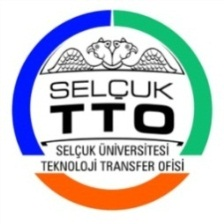 SELÇUK
TTO
SELÇUK ÜNİVERSİTESİ
TEKNOLOJİ TRANSFER OFİSİ